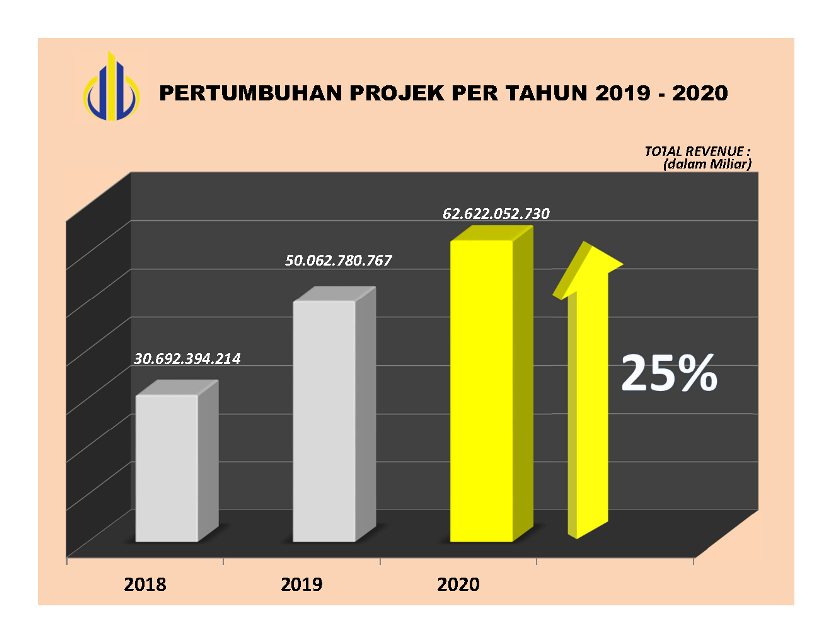 PERTUMBUHAN PROJEK PER TAHUN 2019 - 2020
TOTAL REVENUE :
(dalam Miliar)
62.622.052.730
50.062.780.767
30.692.394.214
25%
2018 2019 2020